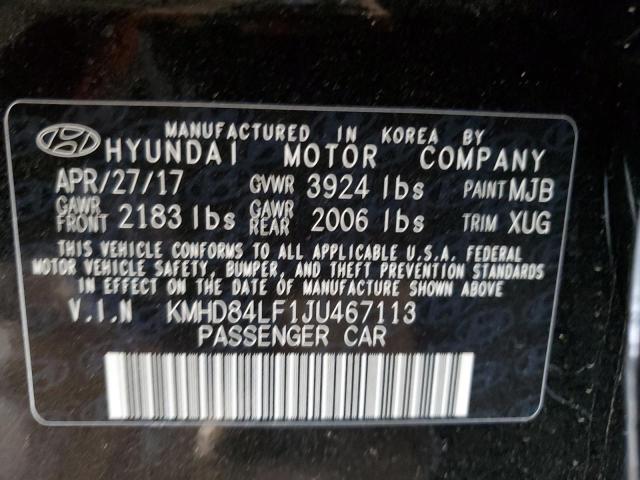 MANUFACTURED IN KOREA BY
HYUNDAI MOTOR COMPANY
APR/27/17 GVWR 3924 lbs PAINT MJB
GAWR FRONT 2183 lbs GAWR REAR 2006 lbs TRIM XUG
THIS VEHICLE CONFORMS TO ALL APPLICABLE U.S.A. FEDERAL
MOTOR VEHICLE SAFETY, BUMPER, AND THEFT PREVENTION STANDARDS
IN EFFECT ON THE DATE OF MANUFACTURE SHOWN ABOVE
V.I.N KMHD84LF1JU467113
PASSENGER CAR